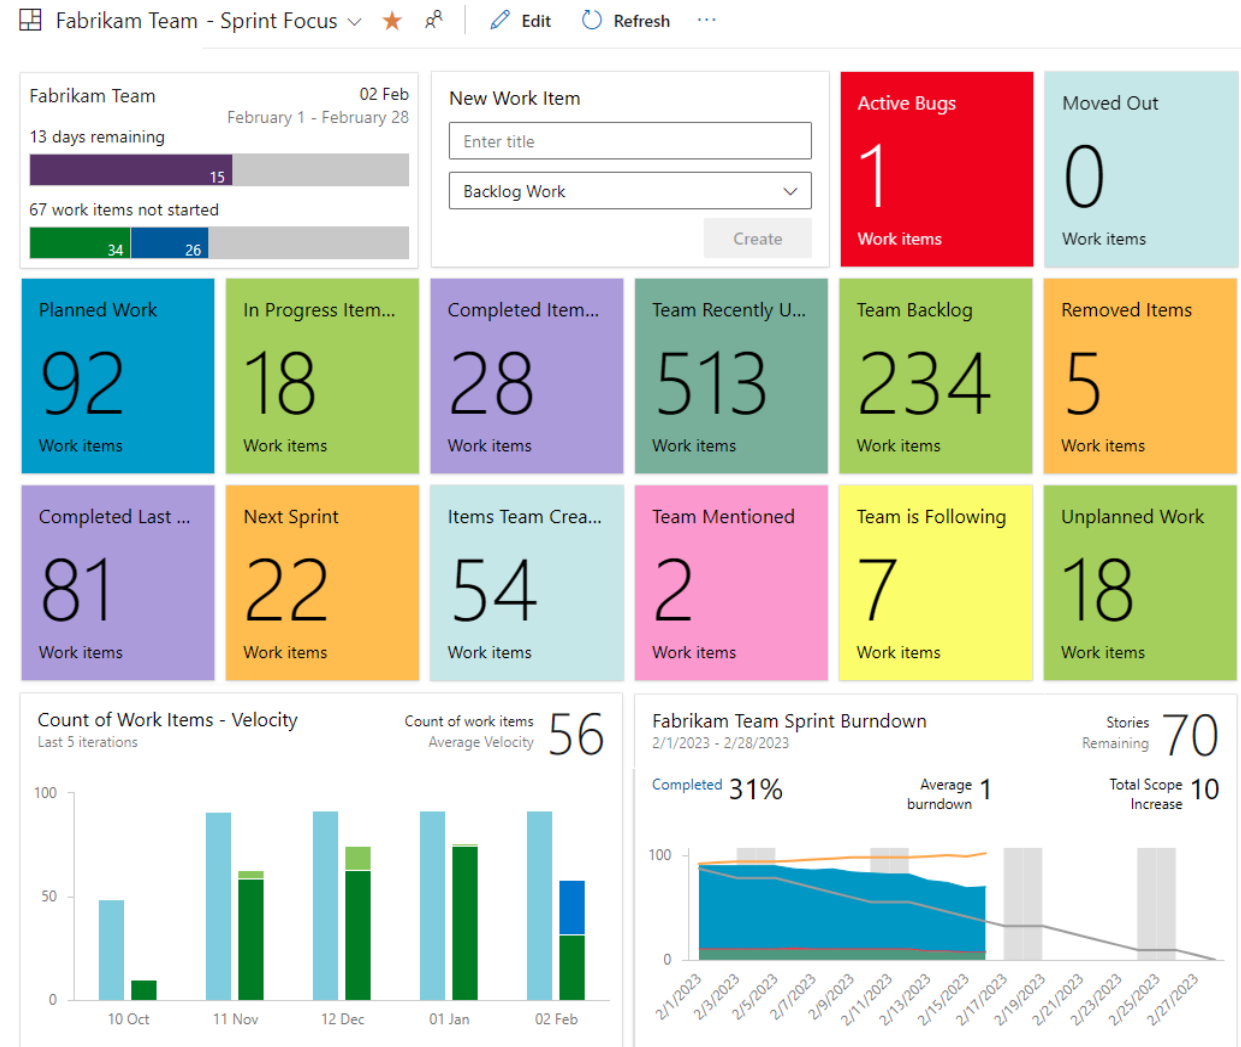 Fabrikam Team - Sprint Focus
Edit
Refresh
Fabrikam Team
02 Feb
February 1 - February 28
13 days remaining
15
67 work items not started
34
26
New Work Item
Enter title
Backlog Work
Create
Active Bugs
1
Work items
Moved Out
0
Work items
Planned Work
92
Work items
In Progress Item...
18
Work items
Completed Item...
28
Work items
Team Recently U...
513
Work items
Team Backlog
234
Work items
Removed Items
5
Work items
Completed Last ...
81
Work items
Next Sprint
22
Work items
Items Team Crea...
54
Work items
Team Mentioned
2
Work items
Team is Following
7
Work items
Unplanned Work
18
Work items
Count of Work Items - Velocity
Last 5 iterations
Count of work items
Average Velocity
56
100
50
0
10 Oct
11 Nov
12 Dec
01 Jan
02 Feb
Fabrikam Team Sprint Burndown
2/1/2023 - 2/28/2023
Stories
Remaining
70
Completed 31%
Average
burndown
1
Total Scope
Increase
10
100
0
2/1/2023
2/3/2023
2/5/2023
2/7/2023
2/9/2023
2/11/2023
2/13/2023
2/15/2023
2/17/2023
2/19/2023
2/21/2023
2/23/2023
2/25/2023
2/27/2023